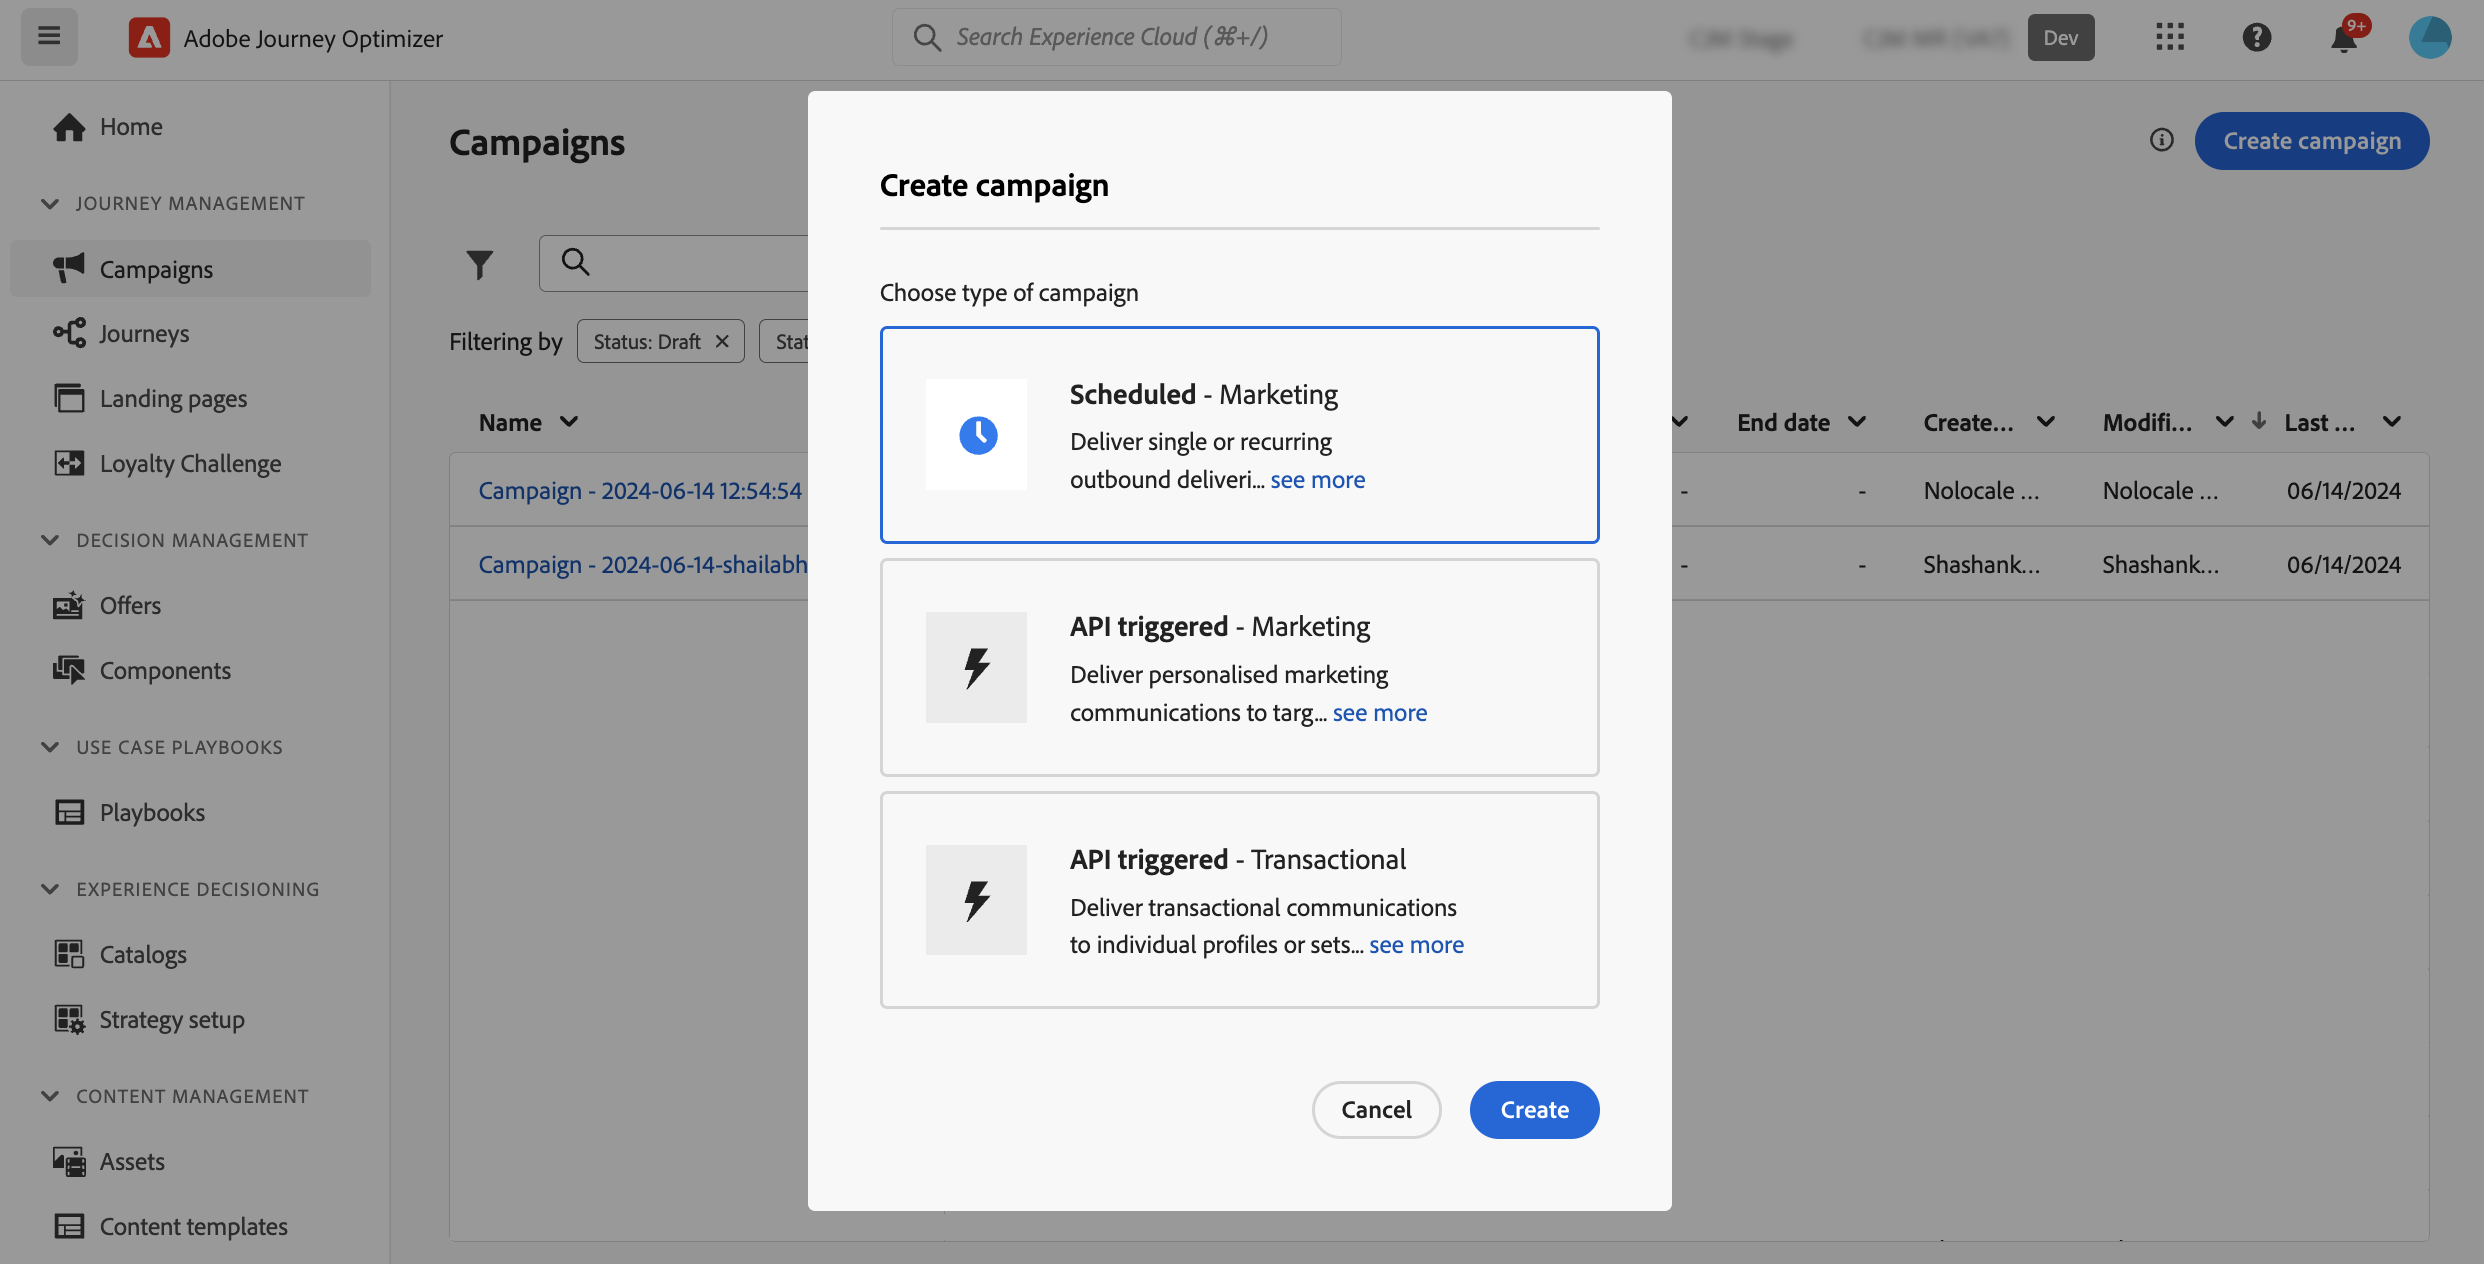 Adobe Journey Optimizer
Search Experience Cloud (⌘+/)
Dev
9+
Home
JOURNEY MANAGEMENT
Campaigns
Journeys
Landing pages
Loyalty Challenge
DECISION MANAGEMENT
Offers
Components
USE CASE PLAYBOOKS
Playbooks
EXPERIENCE DECISIONING
Catalogs
Strategy setup
CONTENT MANAGEMENT
Assets
Content templates
Campaigns
Create campaign
Filtering by
Status: Draft
Stat
Name
End date
Create...
Modifi...
Last ...
Campaign - 2024-06-14 12:54:54
-
-
Nolocale ...
Nolocale ...
06/14/2024
Campaign - 2024-06-14-shailabh
-
-
Shashank...
Shashank...
06/14/2024
Create campaign
Choose type of campaign
Scheduled - Marketing
Deliver single or recurring
outbound deliveri... see more
API triggered - Marketing
Deliver personalised marketing
communications to targ... see more
API triggered - Transactional
Deliver transactional communications
to individual profiles or sets... see more
Cancel
Create